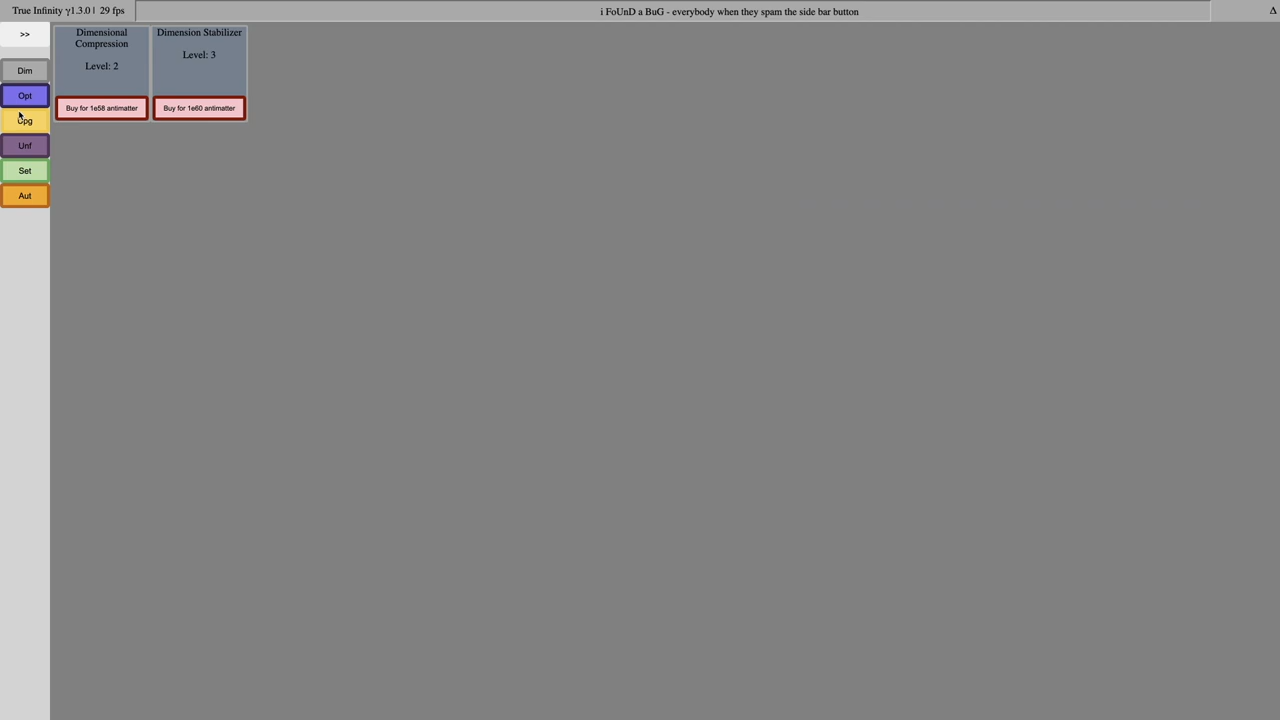 True Infinity γ1.3.0 | 29 fps
i FoUnD a BuG - everybody when they spam the side bar button
Δ
>>
Dim
Opt
Upg
Unf
Set
Aut
Dimensional
Compression
Level: 2
Buy for 1e58 antimatter
Dimension Stabilizer
Level: 3
Buy for 1e60 antimatter